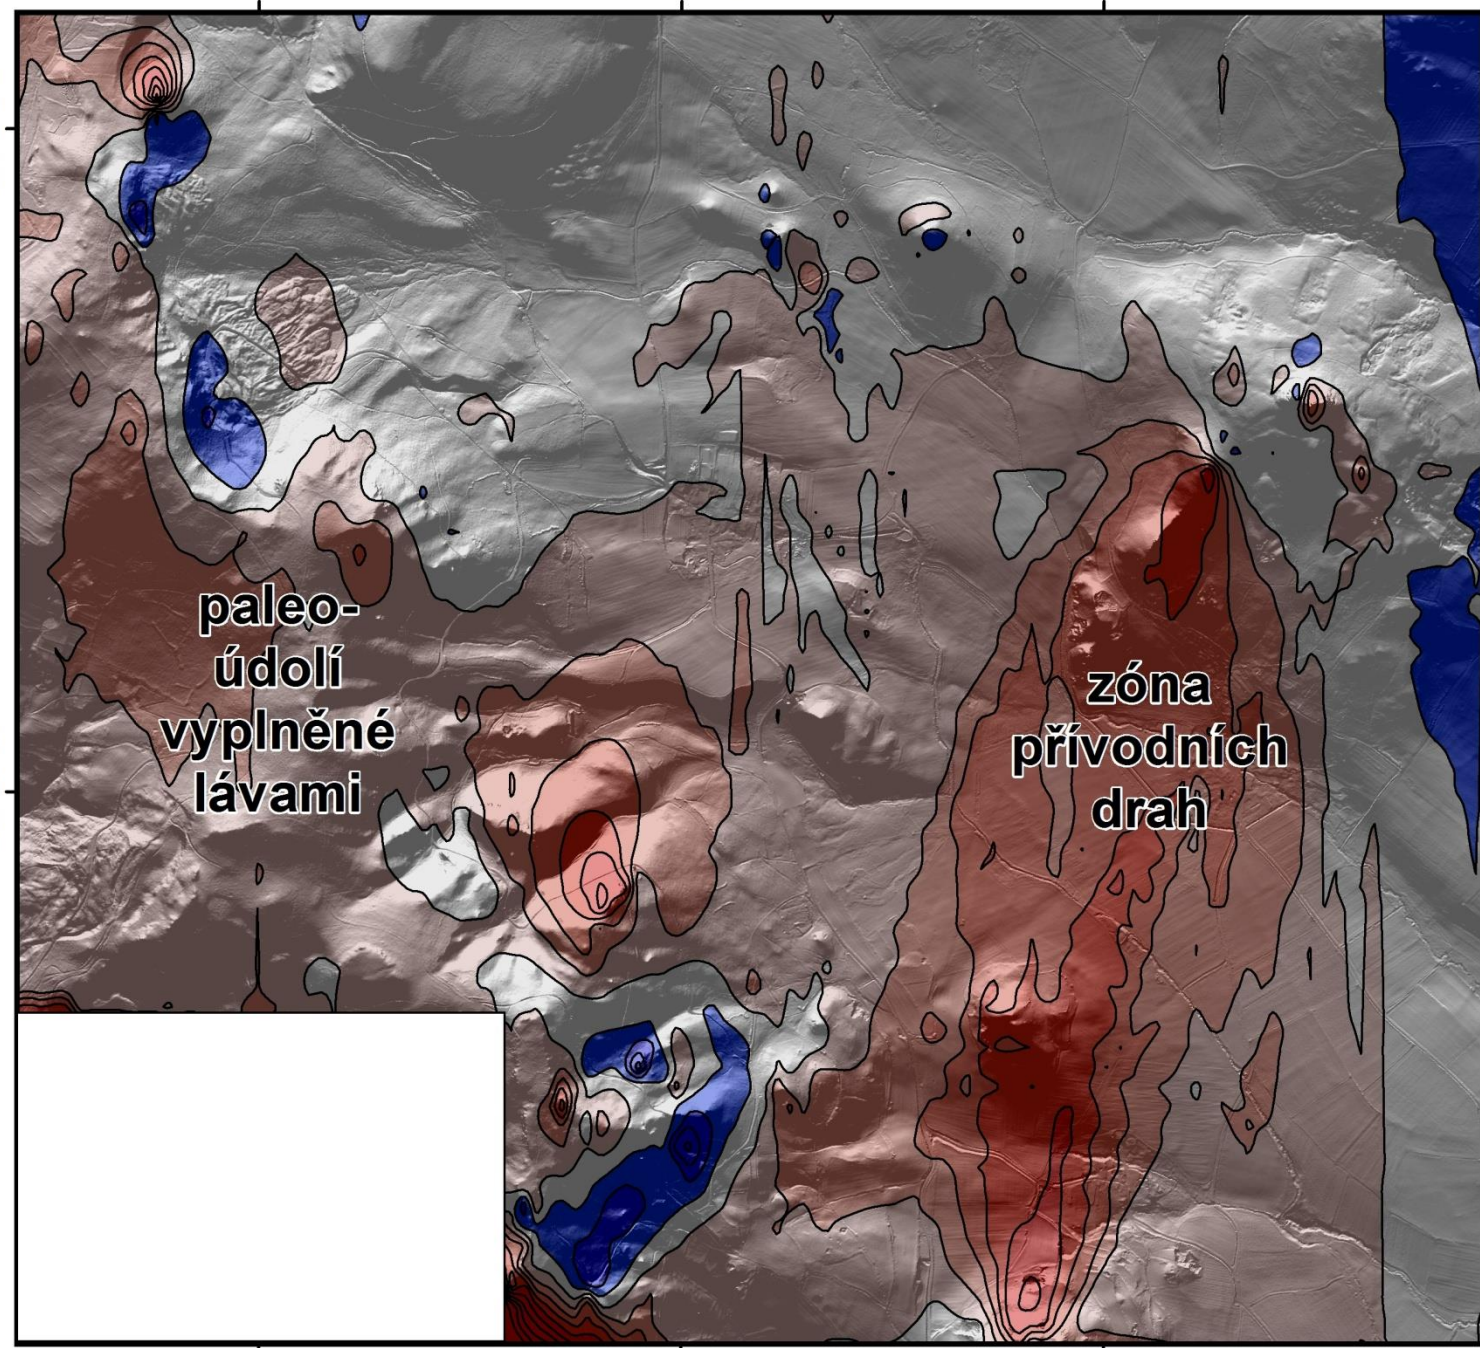 paleo-
údolí
vyplněné
lávami
zóna
přívodních
drah